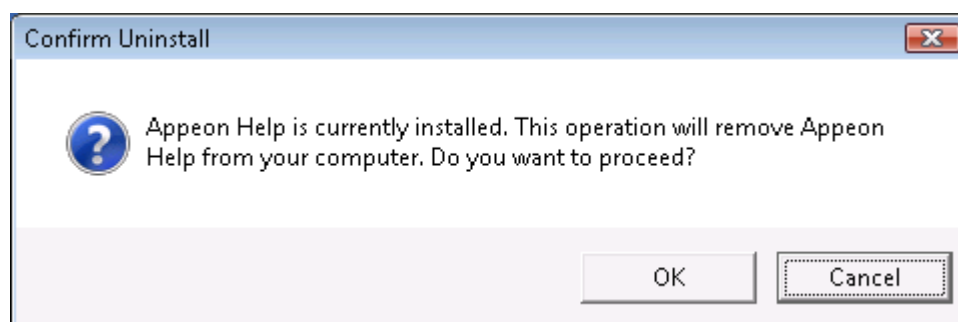 Confirm Uninstall
Appeon Help is currently installed. This operation will remove Appeon
Help from your computer. Do you want to proceed?
OK
Cancel